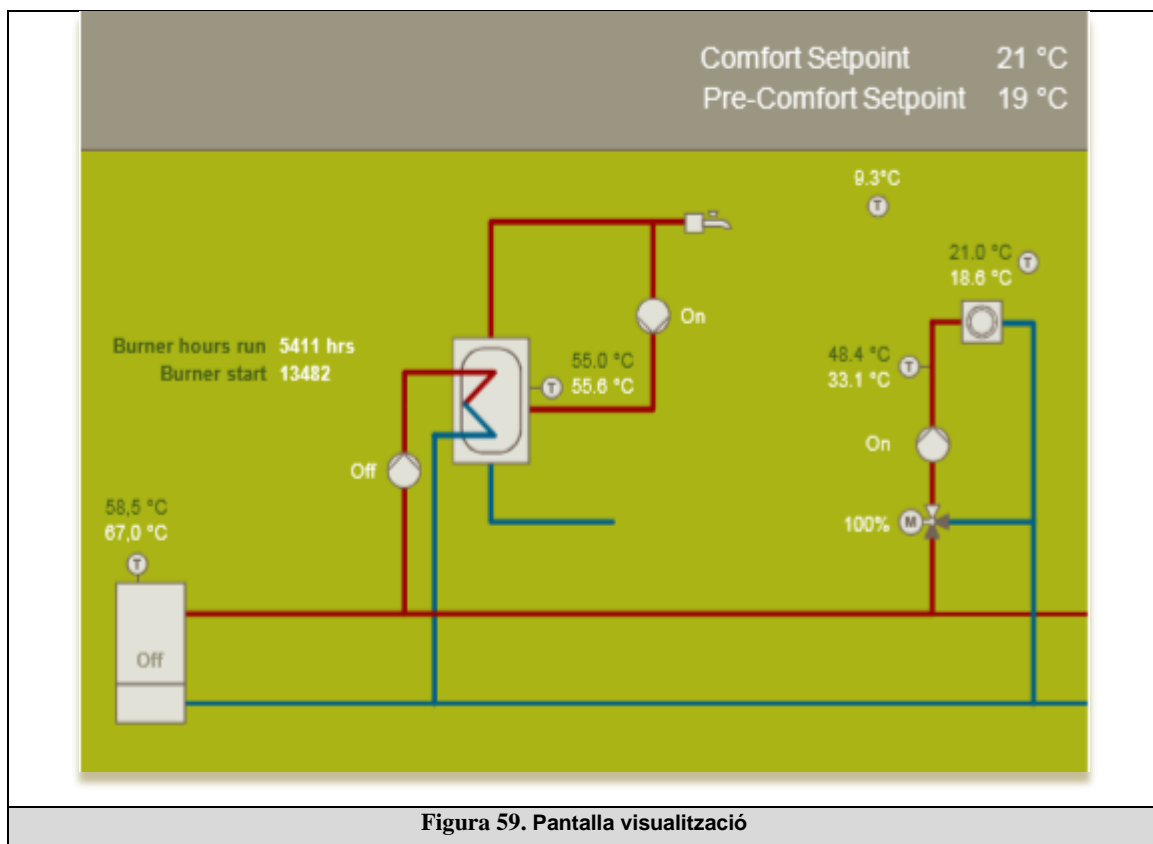 Comfort Setpoint 21 °C
Pre-Comfort Setpoint 19 °C
9.3°C
T
21.0 °C
T
18.6 °C
On
Burner hours run 5411 hrs
Burner start 13482
55.0 °C
T
55.6 °C
48.4 °C
T
33.1 °C
On
Off
58,5 °C
67,0 °C
T
100%
M
Off
Figura 59. Pantalla visualització